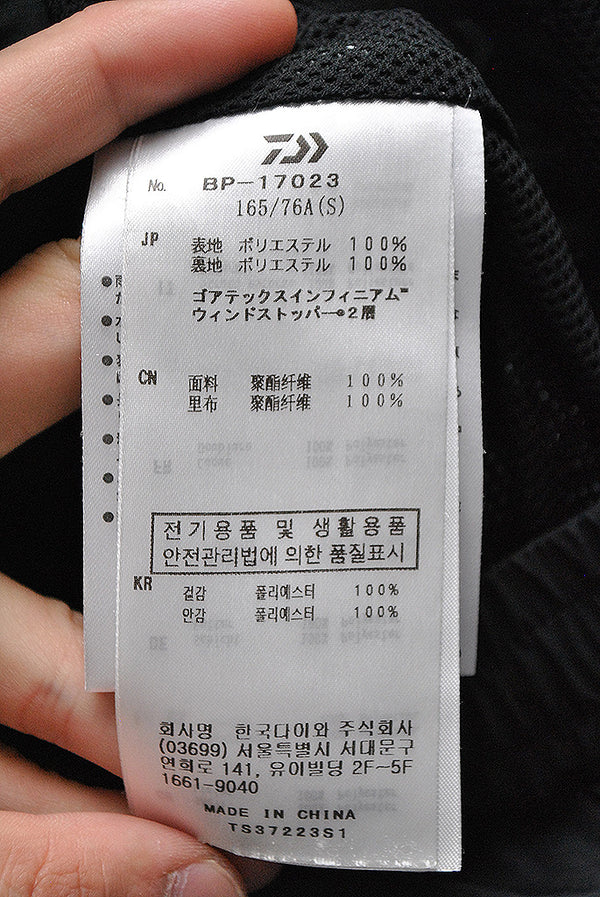 No. BP-17023
165/76A(S)
JP 表地 ポリエステル 100%
裏地 ポリエステル 100%
ゴアテックスインフィニアム™
ウィンドストッパー®2層
CN 面料 聚酯纤维 100%
里布 聚酯纤维 100%
전기용품 및 생활용품
안전관리법에 의한 품질표시
KR 겉감 폴리에스터 100%
안감 폴리에스터 100%
회사명 한국다이와 주식회사
(03699) 서울특별시 서대문구
연희로 141, 유이빌딩 2F~5F
1661-9040
MADE IN CHINA
TS37223S1